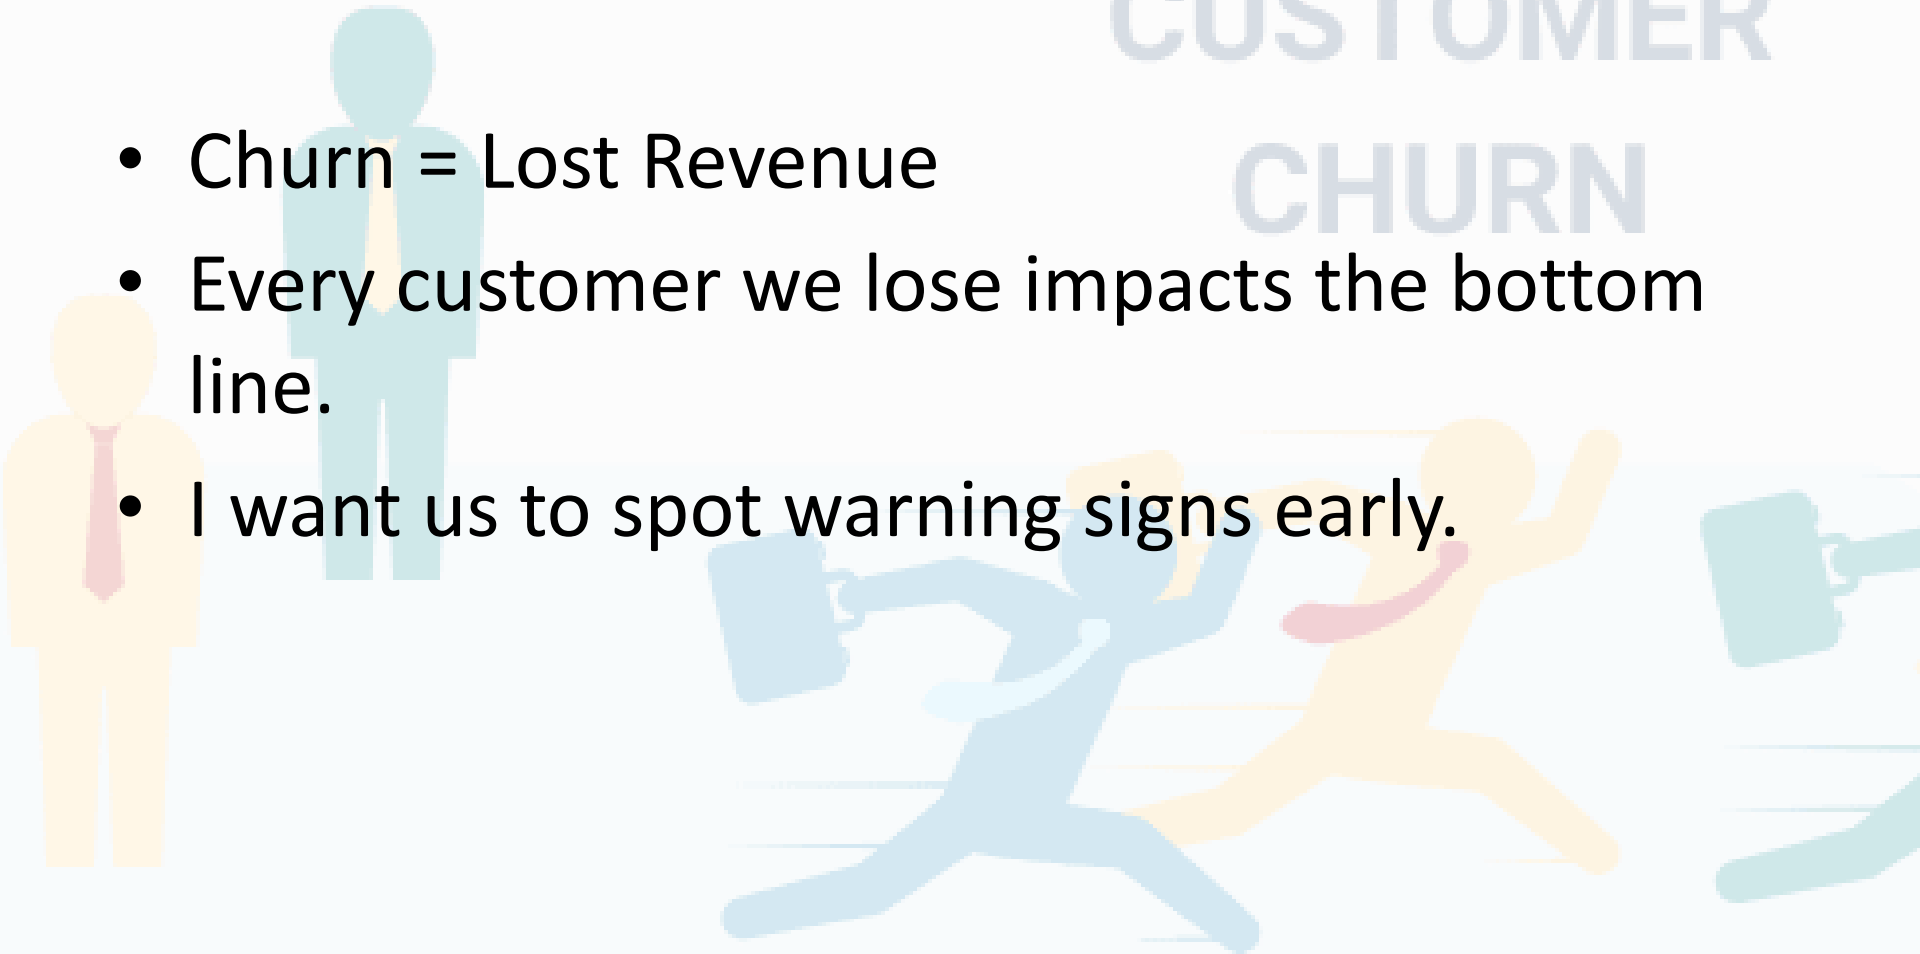 CUSTOMER
CHURN
• Churn = Lost Revenue
• Every customer we lose impacts the bottom
line.
• I want us to spot warning signs early.